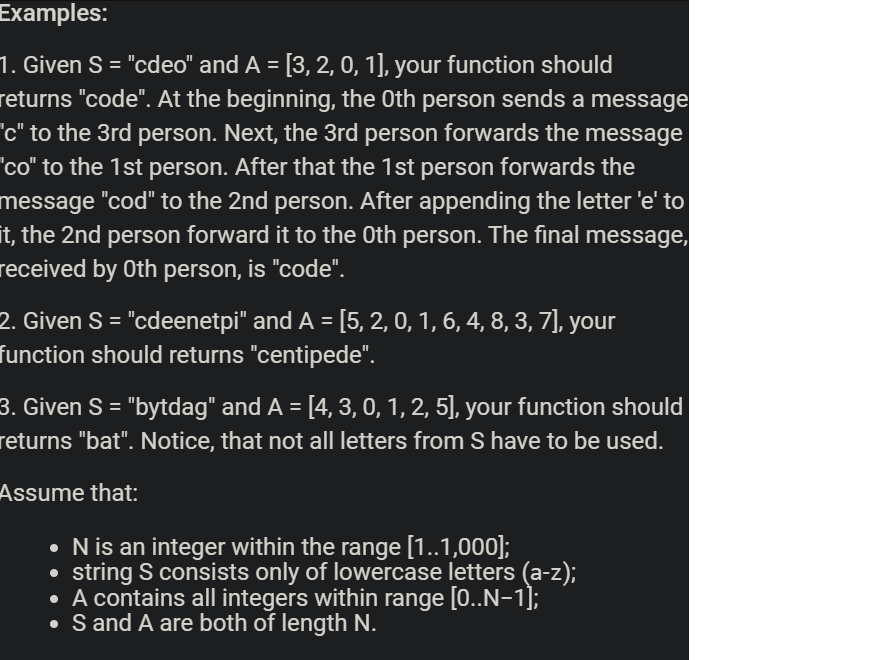 Examples:
1. Given S = "cdeo" and A = [3, 2, 0, 1], your function should
returns "code". At the beginning, the 0th person sends a message
"c" to the 3rd person. Next, the 3rd person forwards the message
"co" to the 1st person. After that the 1st person forwards the
message "cod" to the 2nd person. After appending the letter 'e' to
it, the 2nd person forward it to the 0th person. The final message,
received by 0th person, is "code".
2. Given S = "cdeenetpi" and A = [5, 2, 0, 1, 6, 4, 8, 3, 7], your
function should returns "centipede".
3. Given S = "bytdag" and A = [4, 3, 0, 1, 2, 5], your function should
returns "bat". Notice, that not all letters from S have to be used.
Assume that:
• N is an integer within the range [1..1,000];
• string S consists only of lowercase letters (a-z);
• A contains all integers within range [0..N−1];
• S and A are both of length N.